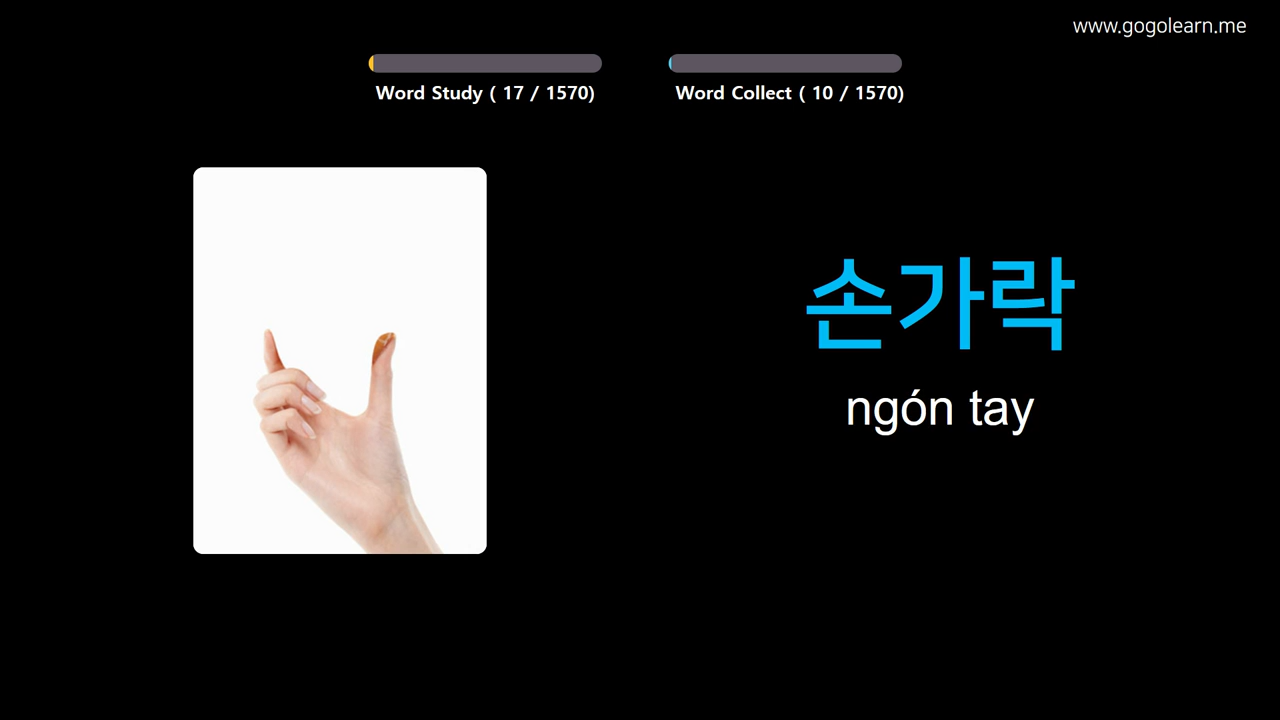 www.gogolearn.me
Word Study ( 17 / 1570)
Word Collect ( 10 / 1570)
손가락
ngón tay